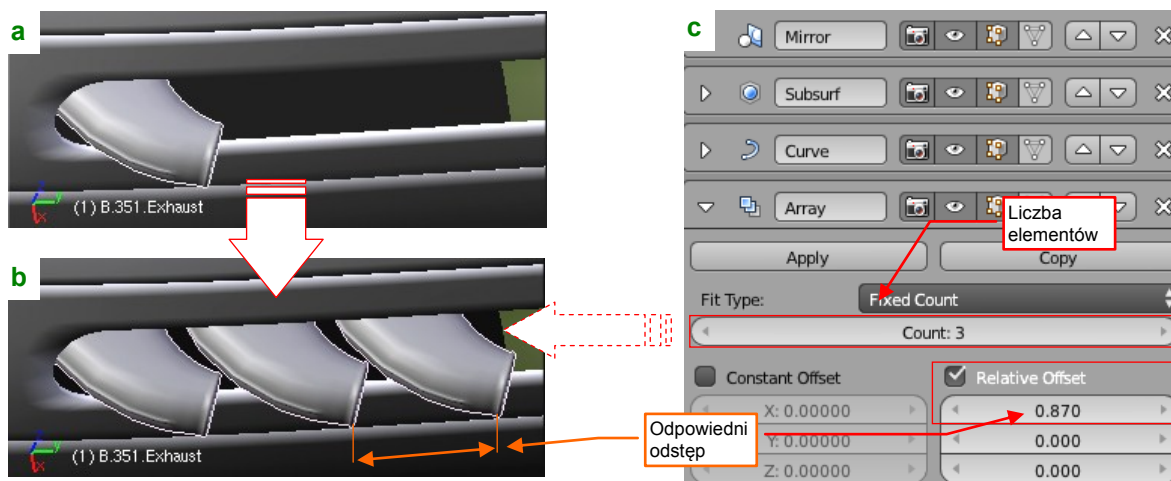 a
(1) B.351.Exhaust
b
(1) B.351.Exhaust
c
Mirror
Subsurf
Curve
Array
Liczba
elementów
Apply
Copy
Fit Type:
Fixed Count
Count: 3
Constant Offset
Relative Offset
X: 0.00000
0.870
Odpowiedni
odstęp
Y: 0.00000
0.000
Z: 0.00000
0.000